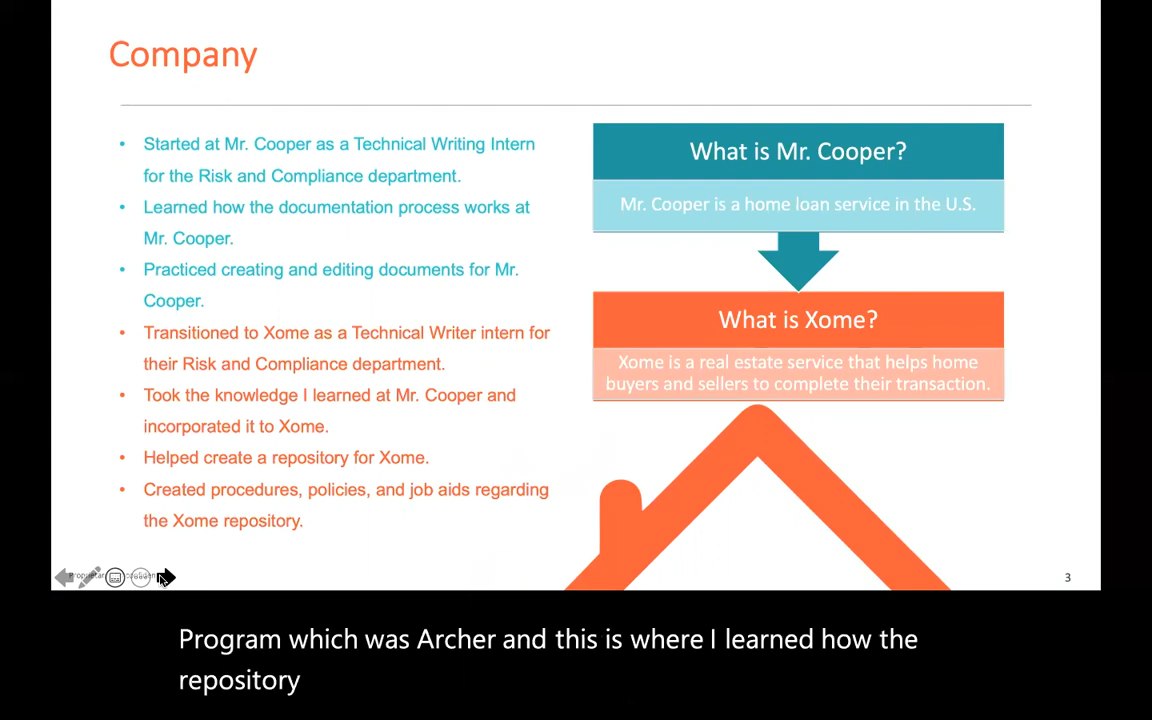 Company
• Started at Mr. Cooper as a Technical Writing Intern
for the Risk and Compliance department.
• Learned how the documentation process works at
Mr. Cooper.
• Practiced creating and editing documents for Mr.
Cooper.
• Transitioned to Xome as a Technical Writer intern for
their Risk and Compliance department.
• Took the knowledge I learned at Mr. Cooper and
incorporated it to Xome.
• Helped create a repository for Xome.
• Created procedures, policies, and job aids regarding
the Xome repository.
What is Mr. Cooper?
Mr. Cooper is a home loan service in the U.S.
What is Xome?
Xome is a real estate service that helps home
buyers and sellers to complete their transaction.
3
Program which was Archer and this is where I learned how the
repository